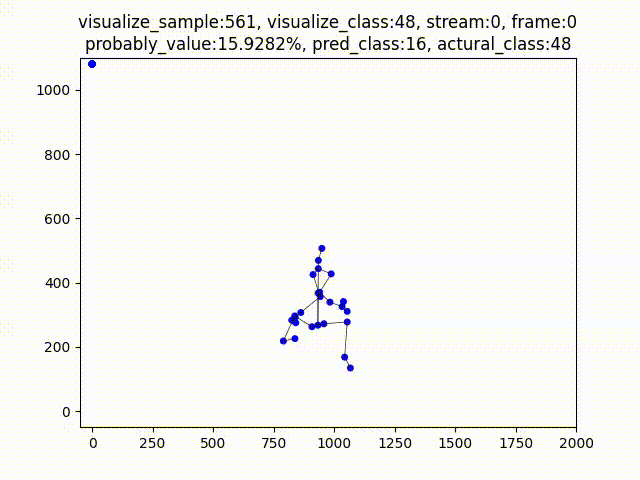 visualize_sample:561, visualize_class:48, stream:0, frame:0
probably_value:15.9282%, pred_class:16, actural_class:48
1000
800
600
400
200
0
0 250 500 750 1000 1250 1500 1750 2000